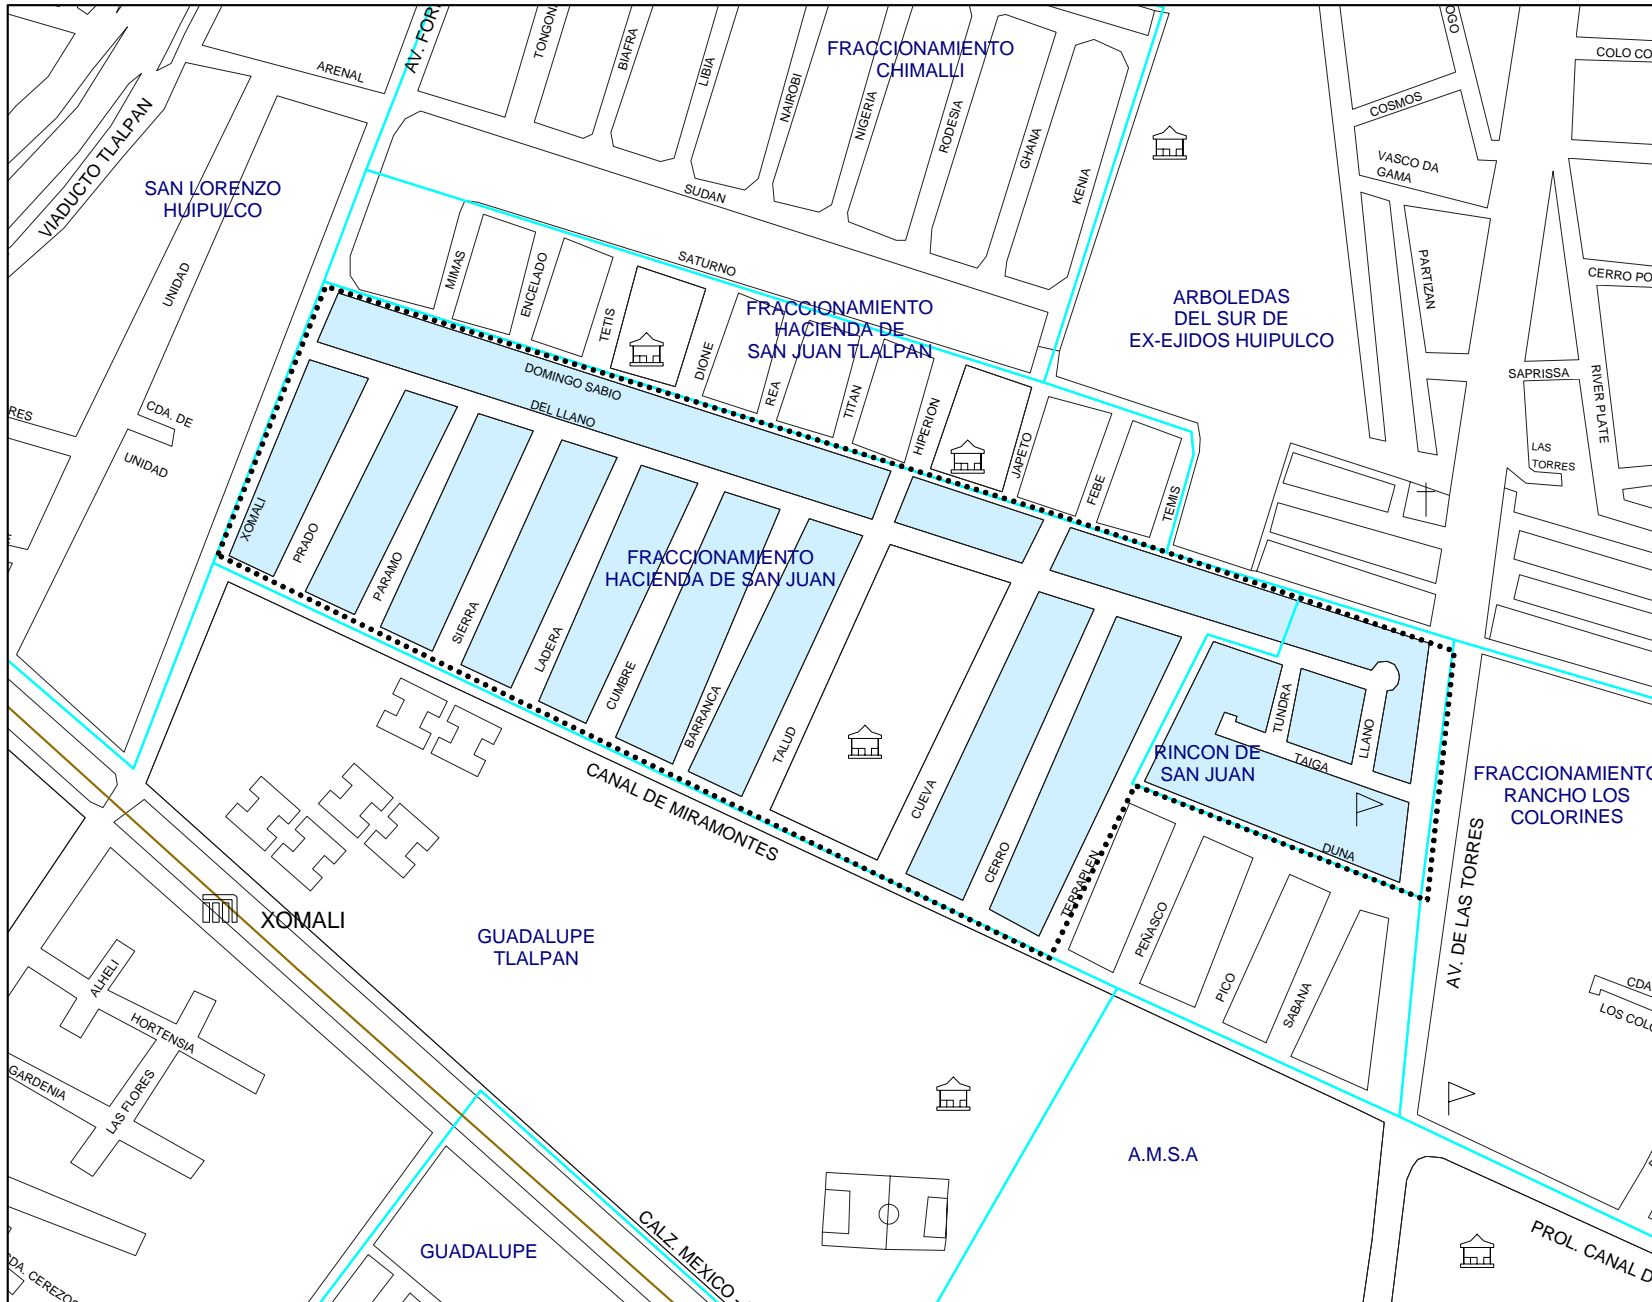 AV. FOR
TONGON
BIAFRA
LIBIA
NAIROBI
NIGERIA
RODESIA
GHANA
KENIA
FRACCIONAMIENTO
CHIMALLI
OGO
COLO CO
COSMOS
VASCO DA
GAMA
ARENAL
VIADUCTO TLALPAN
SAN LORENZO
HUIPULCO
SUDAN
SATURNO
UNIDAD
MIMAS
ENCELADO
TETIS
DIONE
REA
TITAN
HIPERION
JAPETO
FEBE
TEMIS
FRACCIONAMIENTO
HACIENDA DE
SAN JUAN TLALPAN
ARBOLEDAS
DEL SUR DE
EX-EJIDOS HUIPULCO
PARTIZAN
CERRO PO
SAPRISSA
RIVER PLATE
LAS
TORRES
RES
CDA. DE
UNIDAD
DOMINGO SABIO
DEL LLANO
XOMALI
PRADO
PARAMO
SIERRA
LADERA
CUMBRE
BARRANCA
TALUD
CUEVA
CERRO
TERRAPLEN
FRACCIONAMIENTO
HACIENDA DE SAN JUAN
TUNDRA
LLANO
TAIGA
RINCON DE
SAN JUAN
DUNA
FRACCIONAMIENTO
RANCHO LOS
COLORINES
CANAL DE MIRAMONTES
AV. DE LAS TORRES
PEÑASCO
PICO
SABANA
XOMALI
GUADALUPE
TLALPAN
ALHELI
HORTENSIA
GARDENIA
LAS FLORES
CDA
LOS COLO
A.M.S.A
GUADALUPE
CALZ. MEXICO -
PROL. CANAL D
CDA. CEREZOS